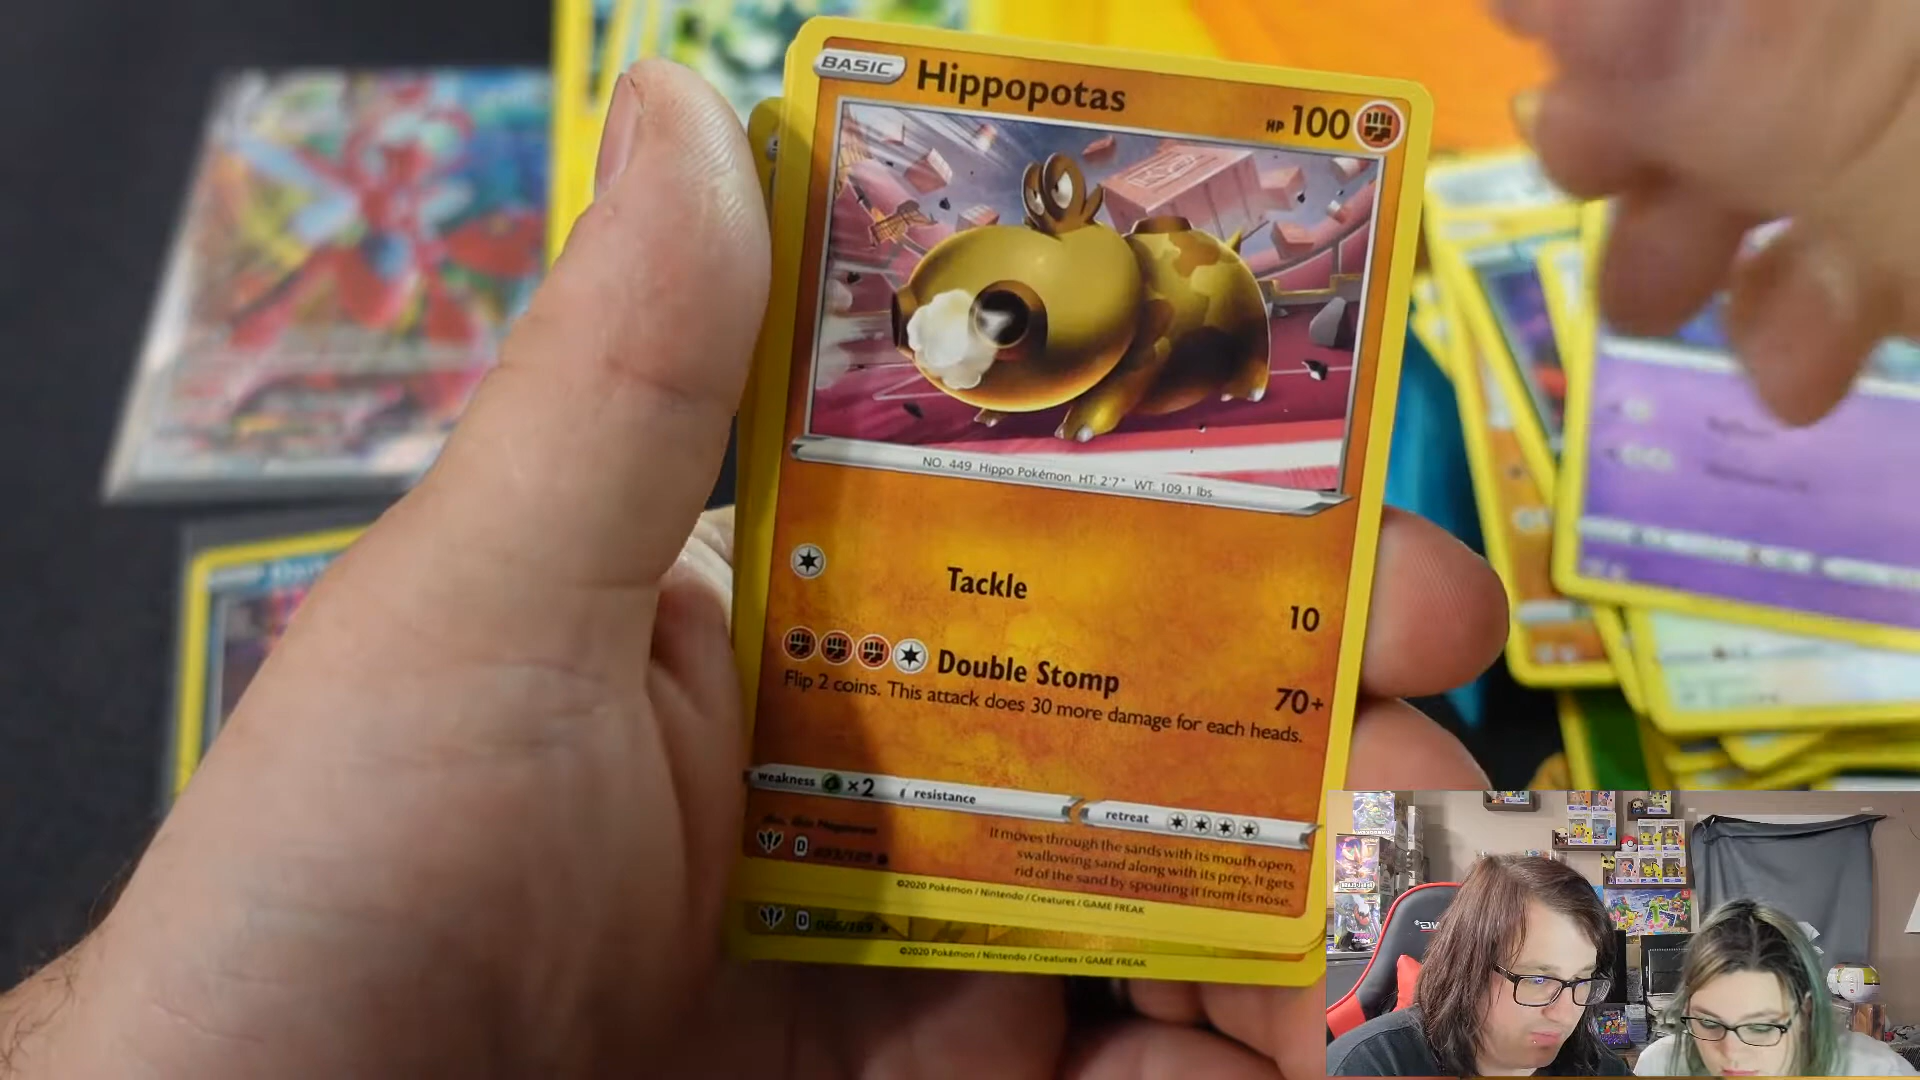 BASIC Hippopotas HP 100
NO. 449 Hippo Pokémon HT: 2'7" WT: 109.1 lbs.
Tackle 10
Double Stomp 70+
Flip 2 coins. This attack does 30 more damage for each heads.
weakness ×2 resistance
retreat
It moves through the sands with its mouth open,
swallowing sand along with its prey. It gets
rid of the sand by spouting it from its nose.
D
©2020 Pokémon / Nintendo / Creatures / GAME FREAK
D 066/189
©2020 Pokémon / Nintendo / Creatures / GAME FREAK